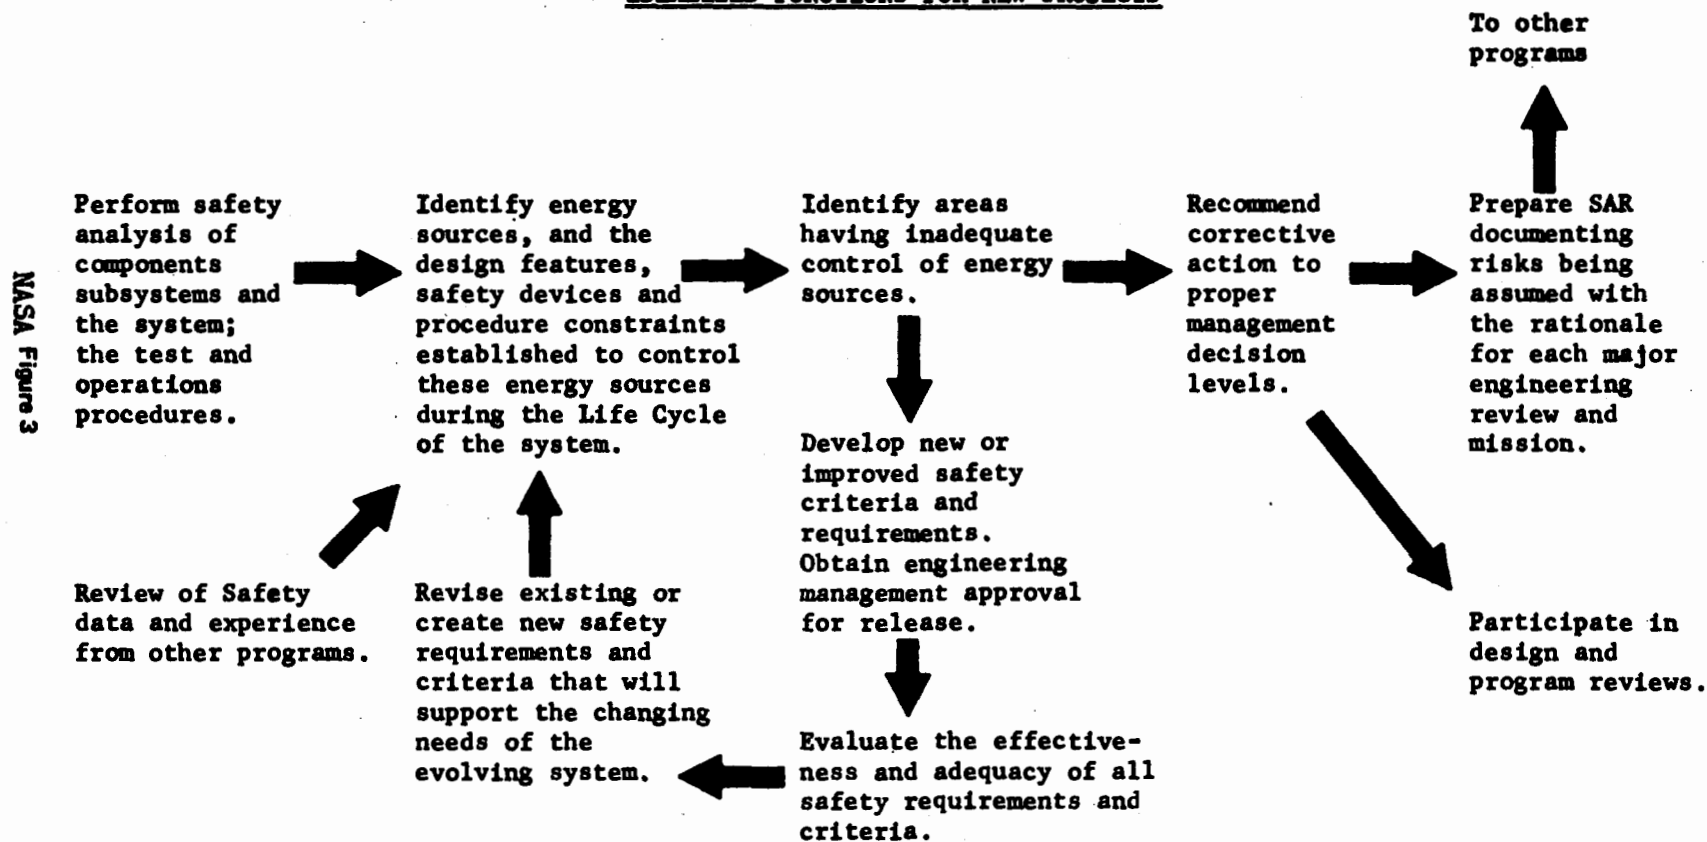 FUNCTIONS FOR NEW PROJECTS
To other
programs
Perform safety
analysis of
components
subsystems and
the system;
the test and
operations
procedures.
Identify energy
sources, and the
design features,
safety devices and
procedure constraints
established to control
these energy sources
during the Life Cycle
of the system.
Identify areas
having inadequate
control of energy
sources.
Recommend
corrective
action to
proper
management
decision
levels.
Prepare SAR
documenting
risks being
assumed with
the rationale
for each major
engineering
review and
mission.
NASA Figure 3
Develop new or
improved safety
criteria and
requirements.
Obtain engineering
management approval
for release.
Review of Safety
data and experience
from other programs.
Revise existing or
create new safety
requirements and
criteria that will
support the changing
needs of the
evolving system.
Participate in
design and
program reviews.
Evaluate the effective-
ness and adequacy of all
safety requirements and
criteria.